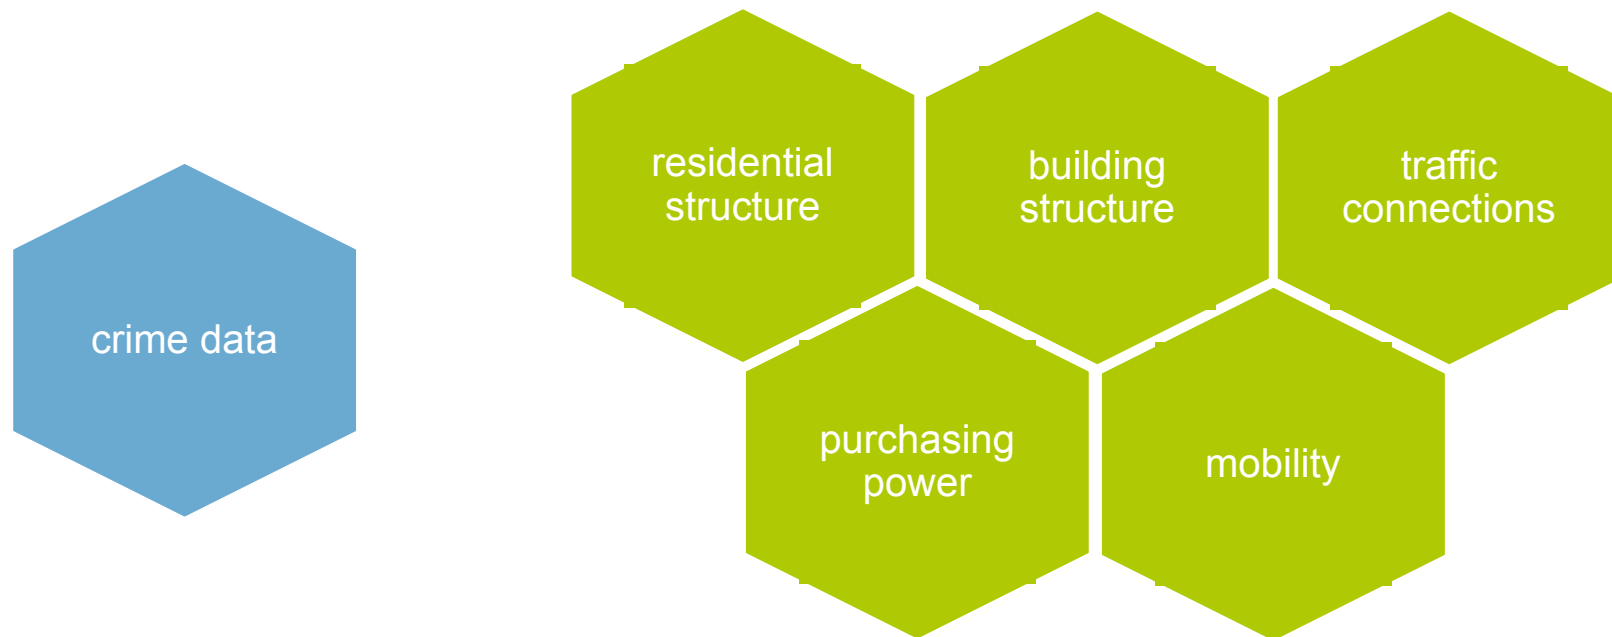 crime data
residential
structure
building
structure
traffic
connections
purchasing
power
mobility